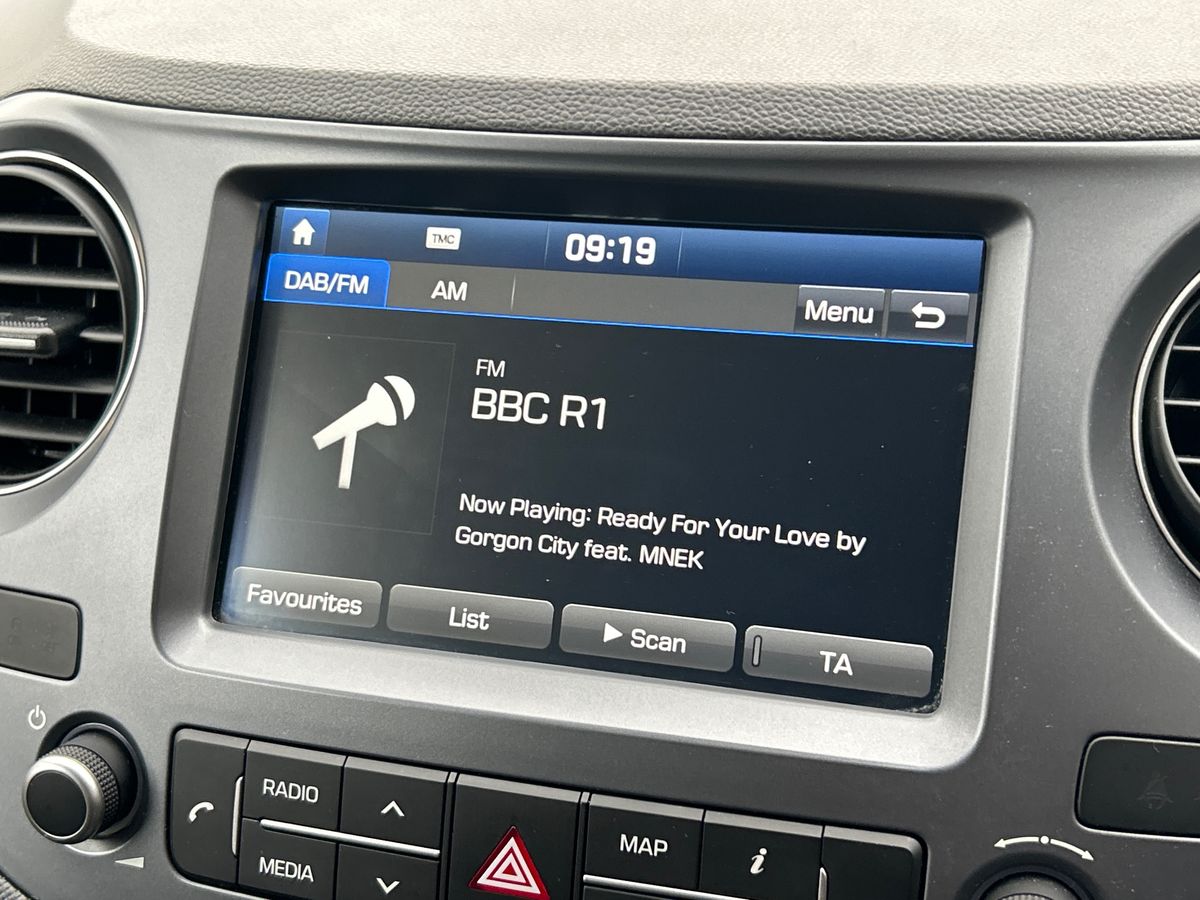 TMC
09:19
DAB/FM AM Menu
FM
BBC R1
Now Playing: Ready For Your Love by
Gorgon City feat. MNEK
Favourites List Scan TA
RADIO
MAP i
MEDIA